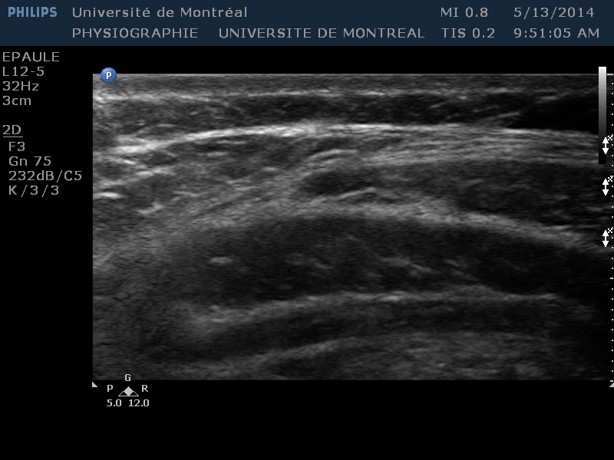 PHILIPS Université de Montréal MI 0.8 5/13/2014
PHYSIOGRAPHIE UNIVERSITE DE MONTREAL TIS 0.2 9:51:05 AM
EPAULE
L12-5
32Hz
3cm
2D
F3
Gn 75
232dB/C5
K/3/3
P
G
P R
5.0 12.0
x
x
x